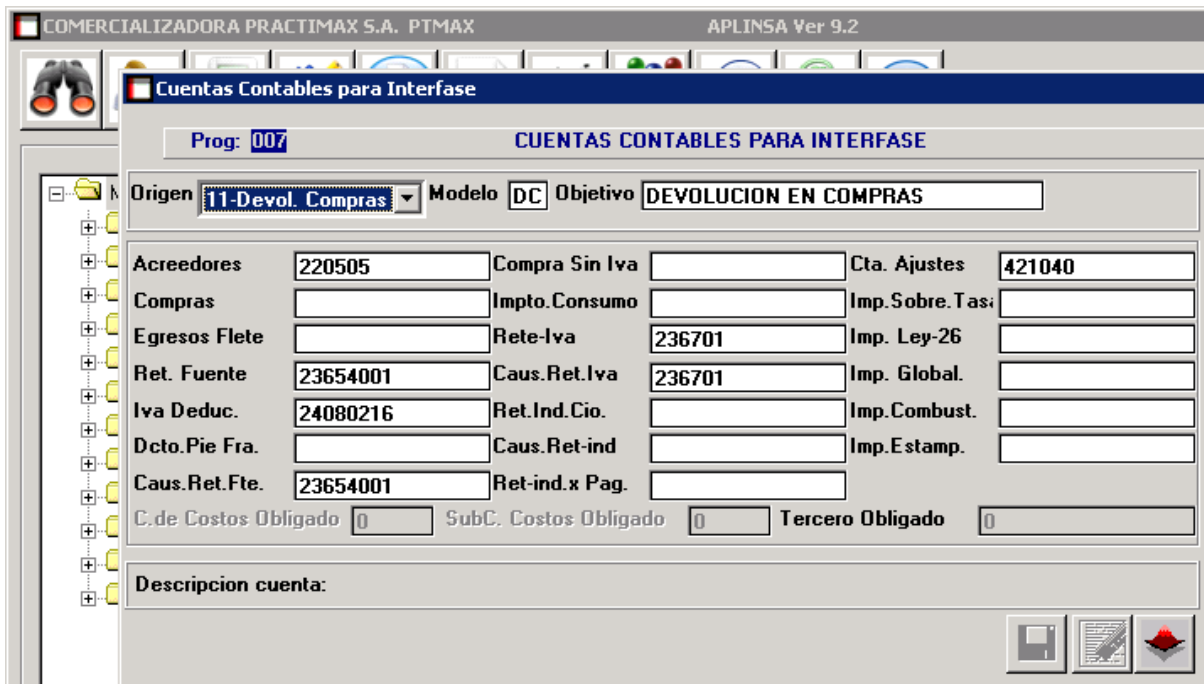 COMERCIALIZADORA PRACTIMAX S.A. PTMAX APLINSA Ver 9.2
Cuentas Contables para Interfase
Prog: 007 CUENTAS CONTABLES PARA INTERFASE
Origen 11-Devol. Compras Modelo DC Objetivo DEVOLUCION EN COMPRAS
Acreedores 220505 Compra Sin Iva Cta. Ajustes 421040
Compras Impto.Consumo Imp.Sobre.Tas
Egresos Flete Rete-Iva 236701 Imp. Ley-26
Ret. Fuente 23654001 Caus.Ret.Iva 236701 Imp. Global.
Iva Deduc. 24080216 Ret.Ind.Cio. Imp.Combust.
Dcto.Pie Fra. Caus.Ret-ind Imp.Estamp.
Caus.Ret.Fte. 23654001 Ret-ind.x Pag.
C.de Costos Obligado 0 SubC. Costos Obligado 0 Tercero Obligado 0
Descripcion cuenta: